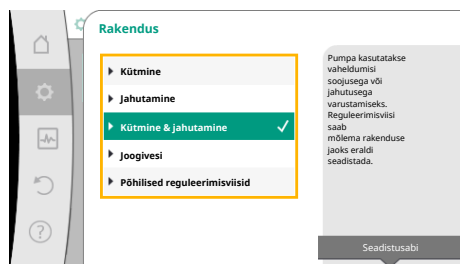 Rakendus
Kütmine
Jahutamine
Kütmine & jahutamine
Joogivesi
Põhilised reguleerimisviisid
Pumpa kasutatakse
vaheldumisi
soojusega või
jahutusega
varustamiseks.
Reguleerimisviisi
saab
mõlema rakenduse
jaoks eraldi
seadistada.
Seadistusabi